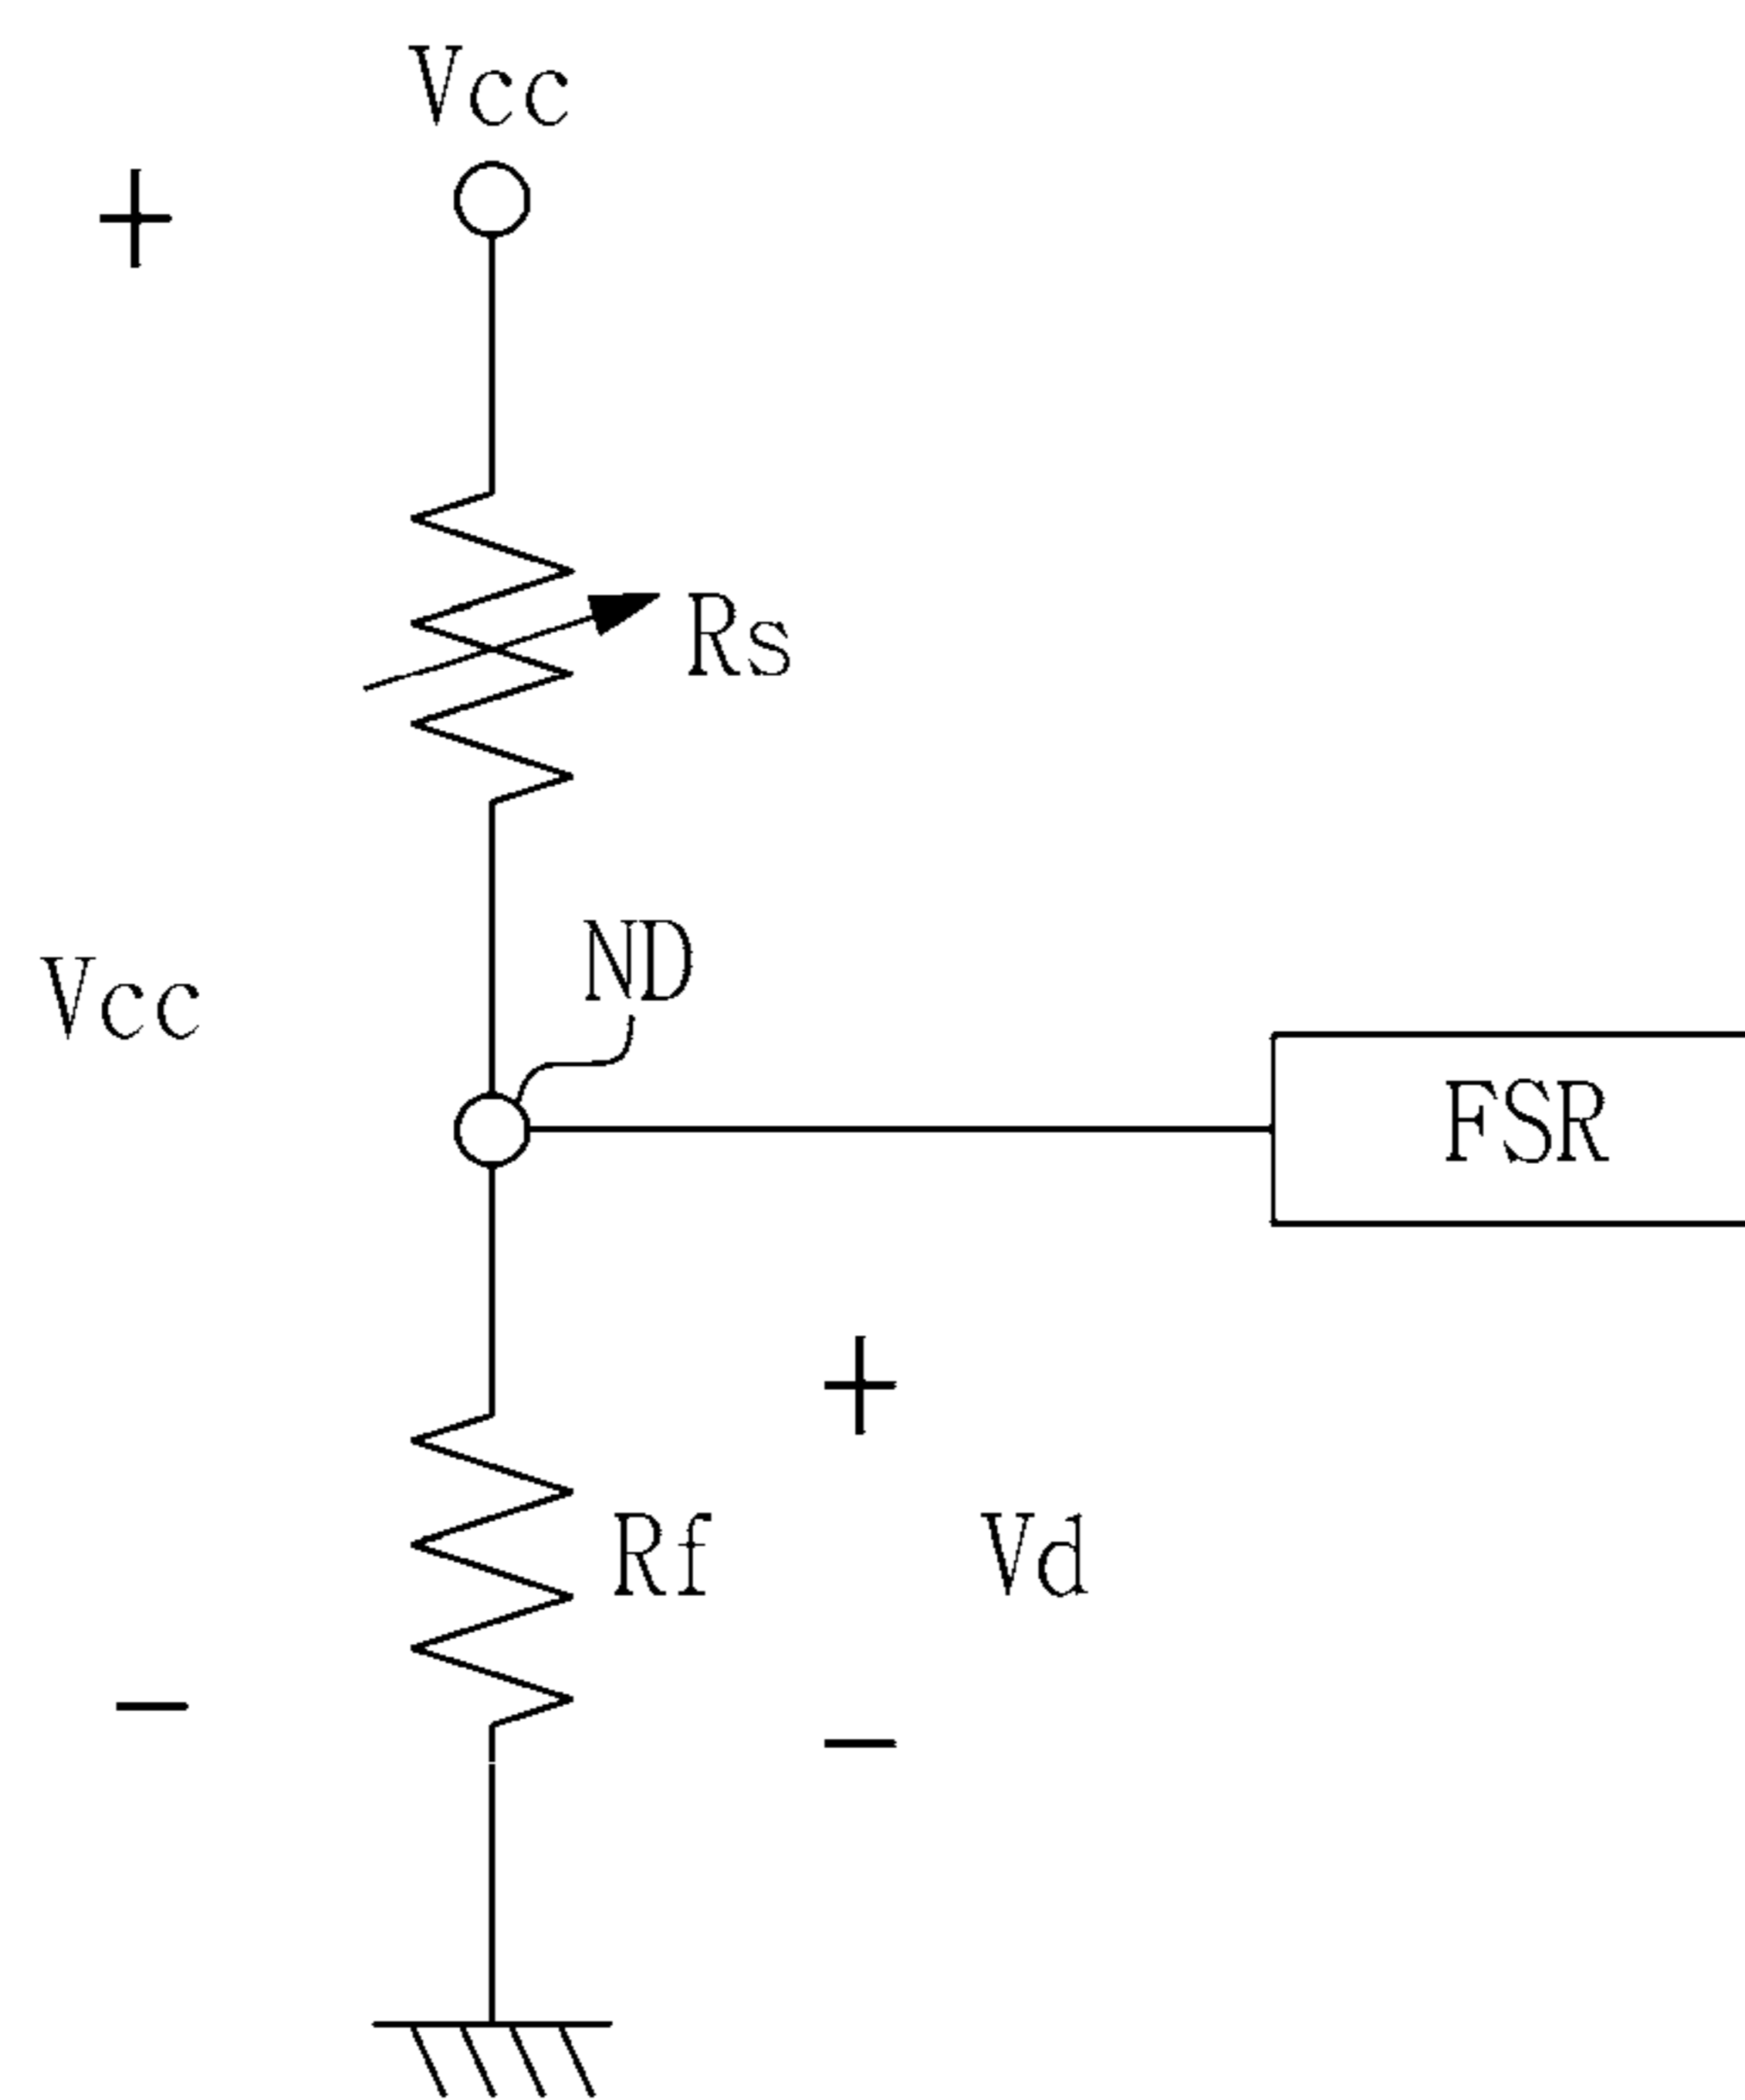 Vcc
+
Rs
ND
Vcc
FSR
+
Rf
Vd
−
−